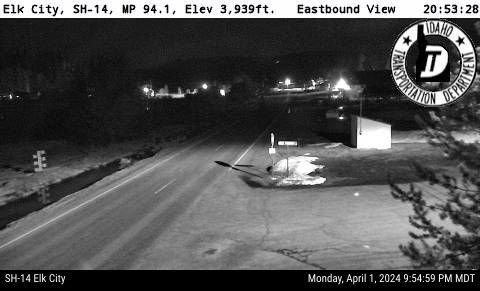 Elk City, SH-14, MP 94.1, Elev 3,939ft. Eastbound View 20:53:28
IDAHO
TRANSPORTATION DEPARTMENT
SH-14 Elk City Monday, April 1, 2024 9:54:59 PM MDT